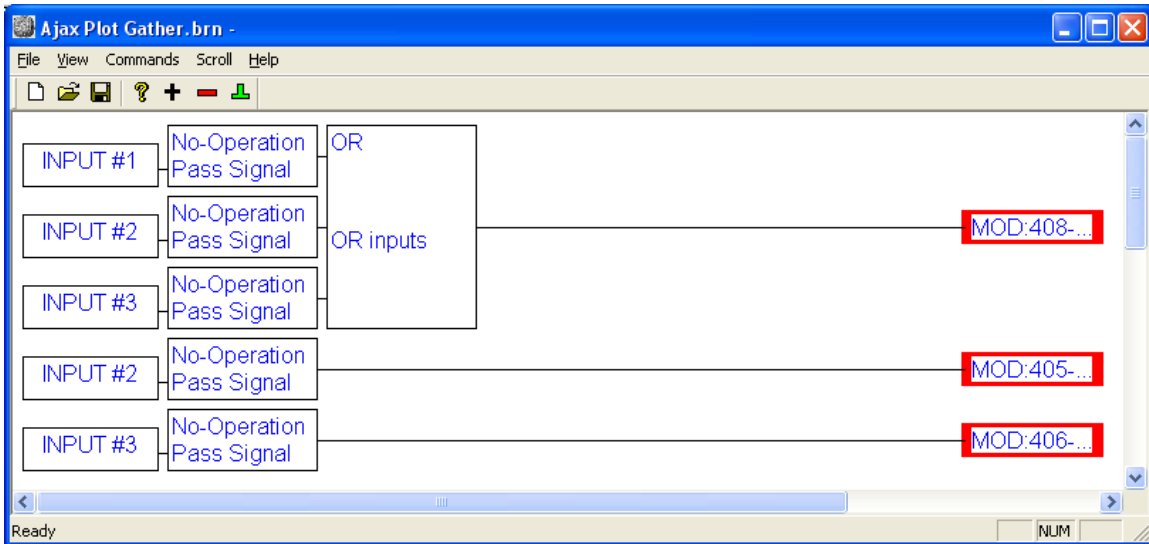 Ajax Plot Gather.brn -
File View Commands Scroll Help
INPUT #1
No-Operation
Pass Signal
OR
INPUT #2
No-Operation
Pass Signal
OR inputs
MOD:408-...
INPUT #3
No-Operation
Pass Signal
INPUT #2
No-Operation
Pass Signal
MOD:405-...
INPUT #3
No-Operation
Pass Signal
MOD:406-...
Ready
NUM